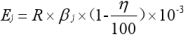 E_j = R × β_j × (1 - η/100) × 10^-3